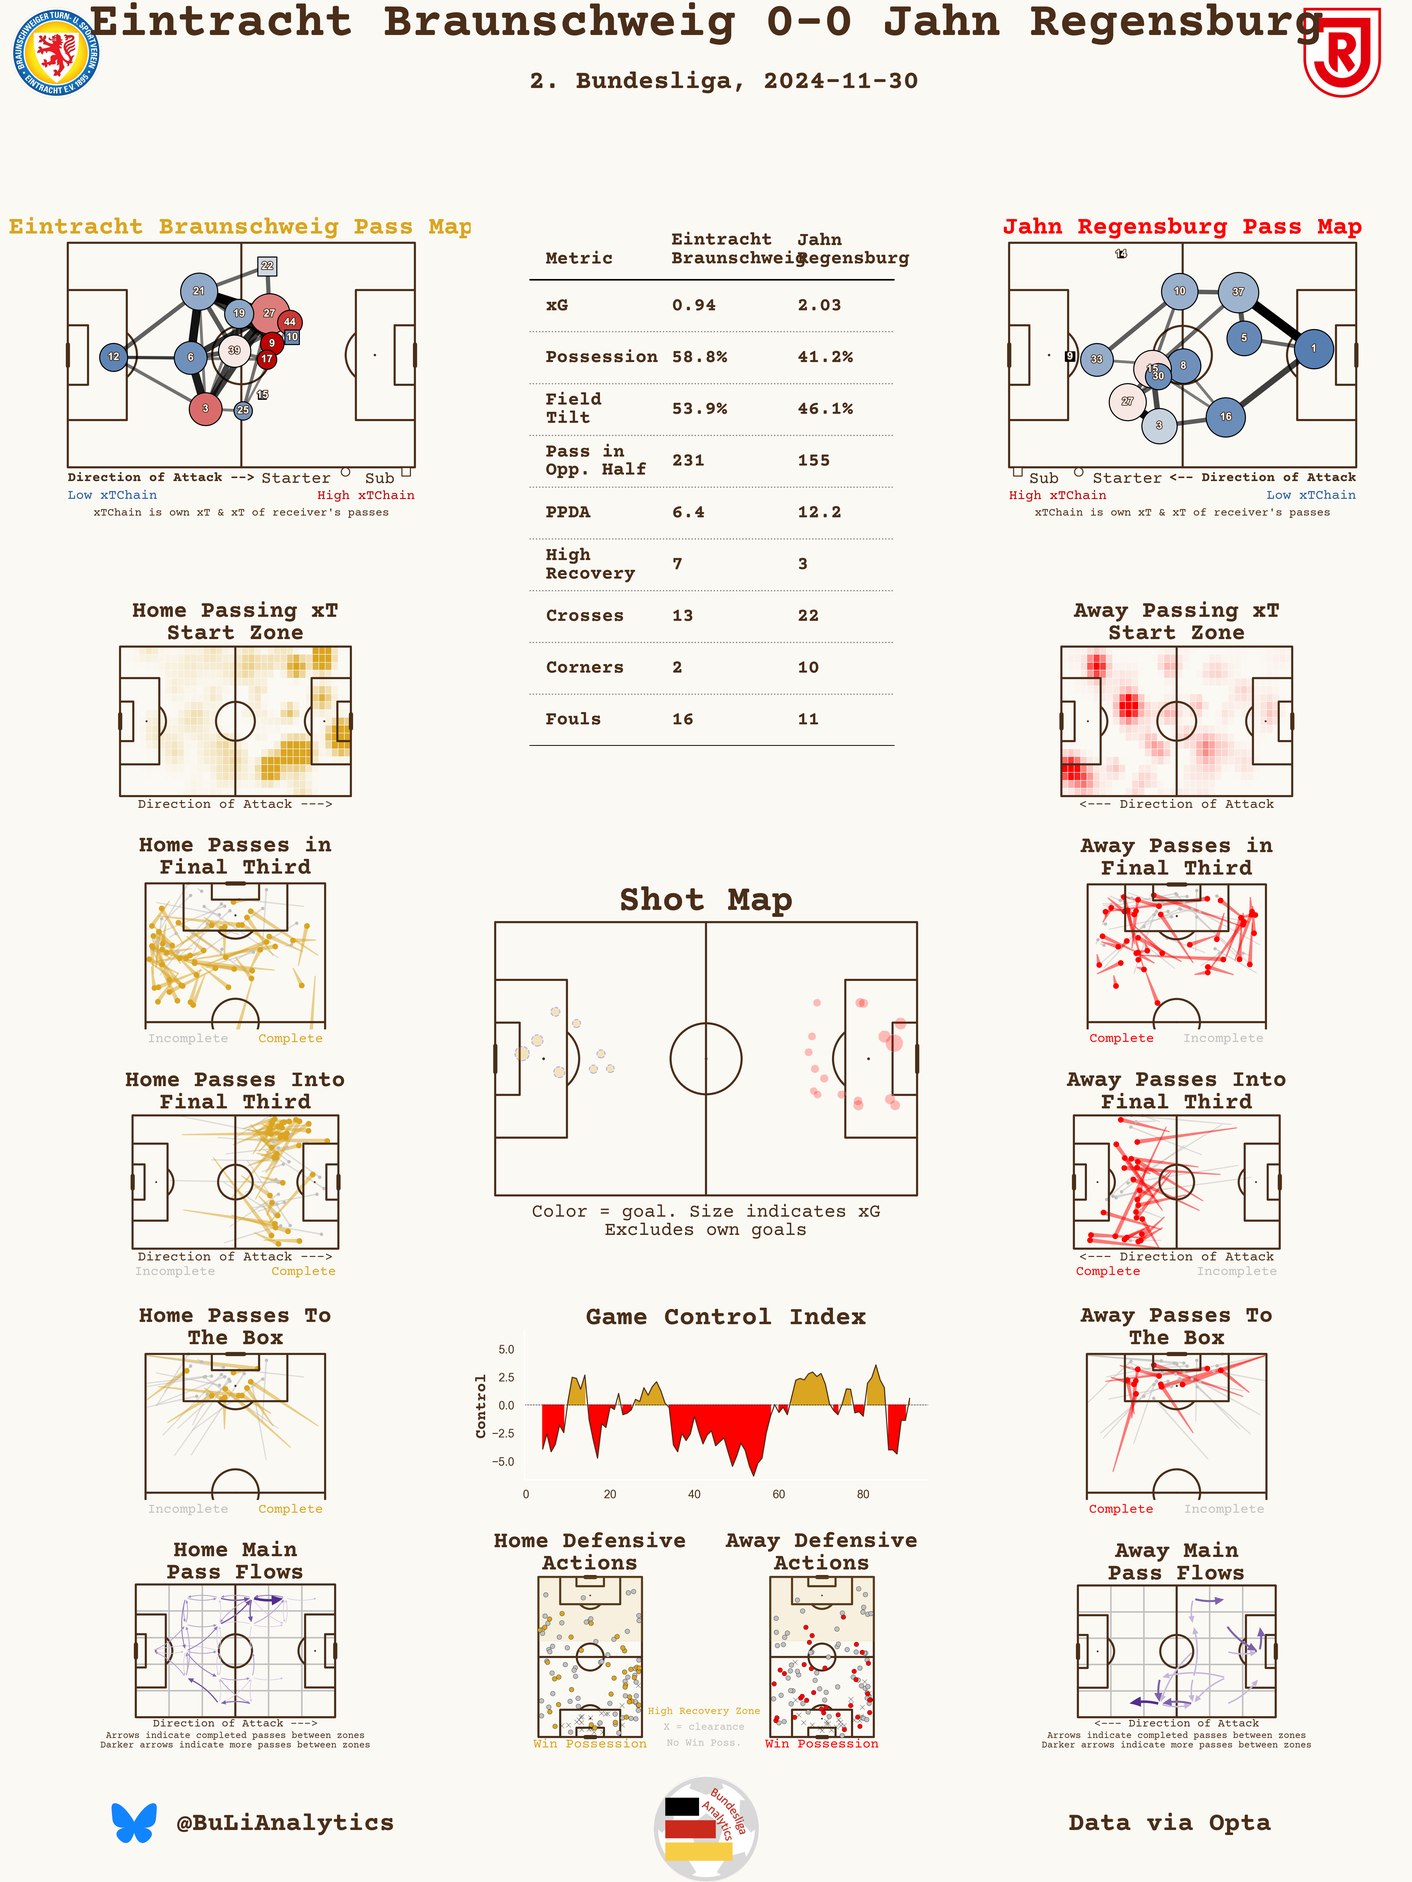 Eintracht Braunschweig 0-0 Jahn Regensburg
2. Bundesliga, 2024-11-30
BRAUNSCHWEIGER TURN- U. SPORTVEREIN
EINTRACHT E.V. 1895
Eintracht Braunschweig Pass Map
22
21
19
27
44
10
9
39
17
12
6
15
3
25
Direction of Attack --> Starter Sub
Low xTChain High xTChain
xTChain is own xT & xT of receiver's passes
Metric Eintracht Braunschweig Jahn Regensburg
xG 0.94 2.03
Possession 58.8% 41.2%
Field Tilt 53.9% 46.1%
Pass in Opp. Half 231 155
PPDA 6.4 12.2
High Recovery 7 3
Crosses 13 22
Corners 2 10
Fouls 16 11
Jahn Regensburg Pass Map
14
10
37
5
1
9
33
15
8
30
27
3
16
Sub Starter <-- Direction of Attack
High xTChain Low xTChain
xTChain is own xT & xT of receiver's passes
Home Passing xT
Start Zone
Direction of Attack --->
Away Passing xT
Start Zone
<--- Direction of Attack
Home Passes in
Final Third
Incomplete Complete
Away Passes in
Final Third
Complete Incomplete
Shot Map
Color = goal. Size indicates xG
Excludes own goals
Home Passes Into
Final Third
Direction of Attack --->
Incomplete Complete
Away Passes Into
Final Third
<--- Direction of Attack
Complete Incomplete
Home Passes To
The Box
Incomplete Complete
Game Control Index
Control
5.0
2.5
0.0
−2.5
−5.0
0 20 40 60 80
Away Passes To
The Box
Complete Incomplete
Home Main
Pass Flows
Direction of Attack --->
Arrows indicate completed passes between zones
Darker arrows indicate more passes between zones
Home Defensive
Actions
Win Possession
High Recovery Zone
X = clearance
No Win Poss.
Away Defensive
Actions
Win Possession
Away Main
Pass Flows
<--- Direction of Attack
Arrows indicate completed passes between zones
Darker arrows indicate more passes between zones
@BuLiAnalytics
Bundesliga
Analytics
Data via Opta